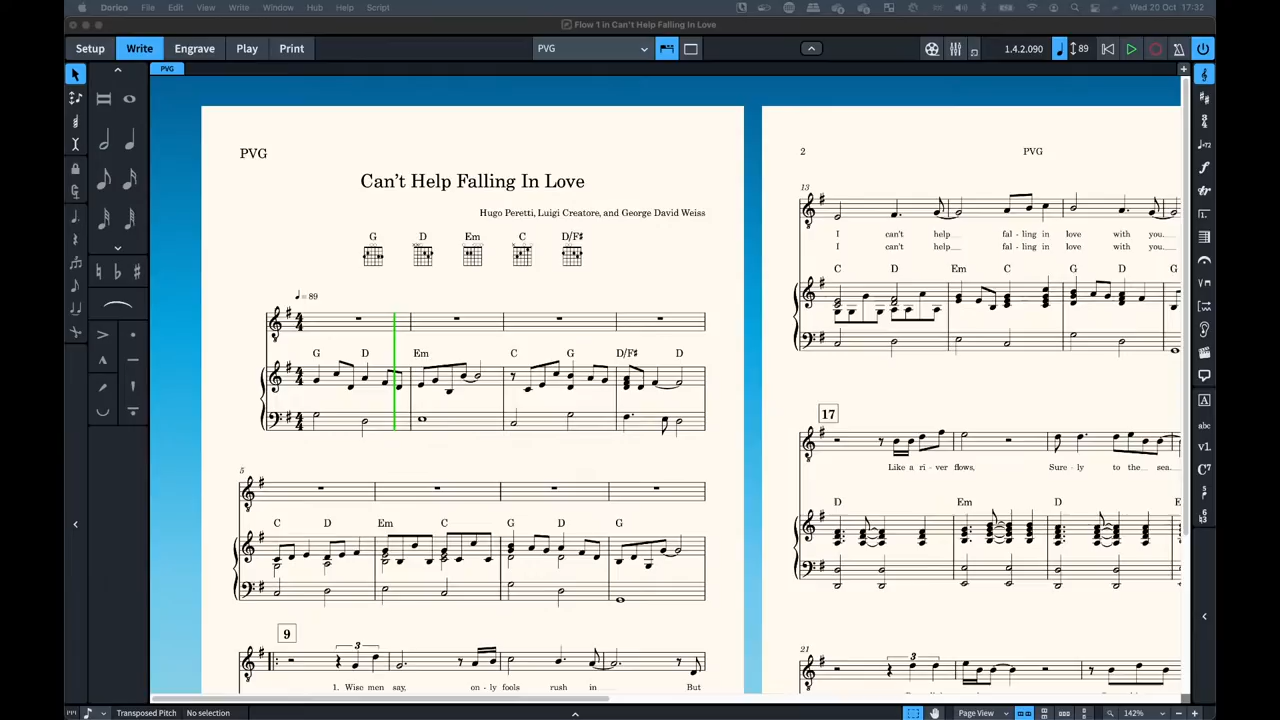 Dorico File Edit View Write Window Hub Help Script Wed 20 Oct 17:32
Flow 1 in Can't Help Falling In Love
Setup Write Engrave Play Print PVG 1.4.2.090 89
PVG
PVG
Can't Help Falling In Love
Hugo Peretti, Luigi Creatore, and George David Weiss
G D Em C D/F♯
♩ = 89
G D Em C G D/F♯ D
5
C D Em C G D G
9
3
1. Wise men say, on - ly fools rush in But
2 PVG
13
I can't help fal - ling in love with you.
I can't help fal - ling in love with you.
C D Em C G D G
17
Like a ri - ver flows, Sure - ly to the sea.
D Em D
21
3
Transposed Pitch No selection Page View 142%